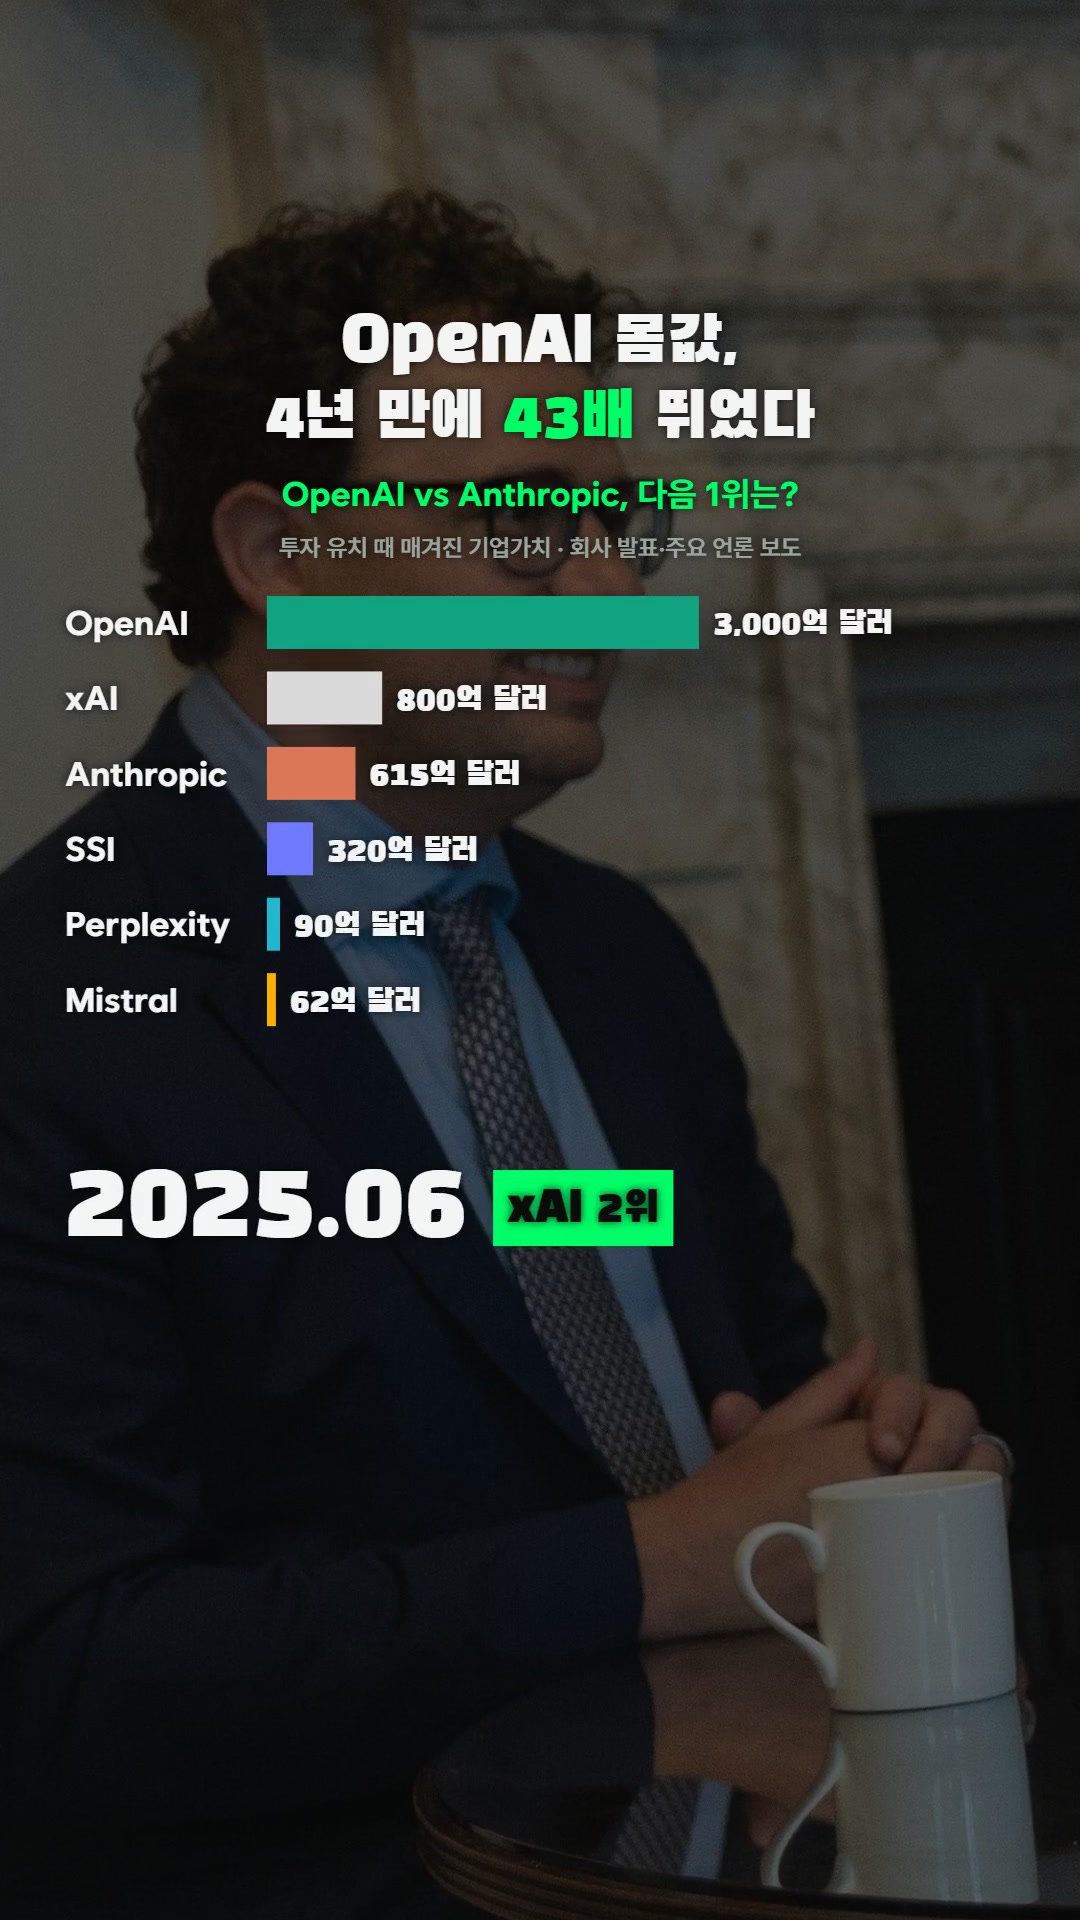 OpenAI 몸값,
4년 만에 43배 뛰었다
OpenAI vs Anthropic, 다음 1위는?
투자 유치 때 매겨진 기업가치 · 회사 발표·주요 언론 보도
OpenAI 3,000억 달러
xAI 800억 달러
Anthropic 615억 달러
SSI 320억 달러
Perplexity 90억 달러
Mistral 62억 달러
2025.06 xAI 2위